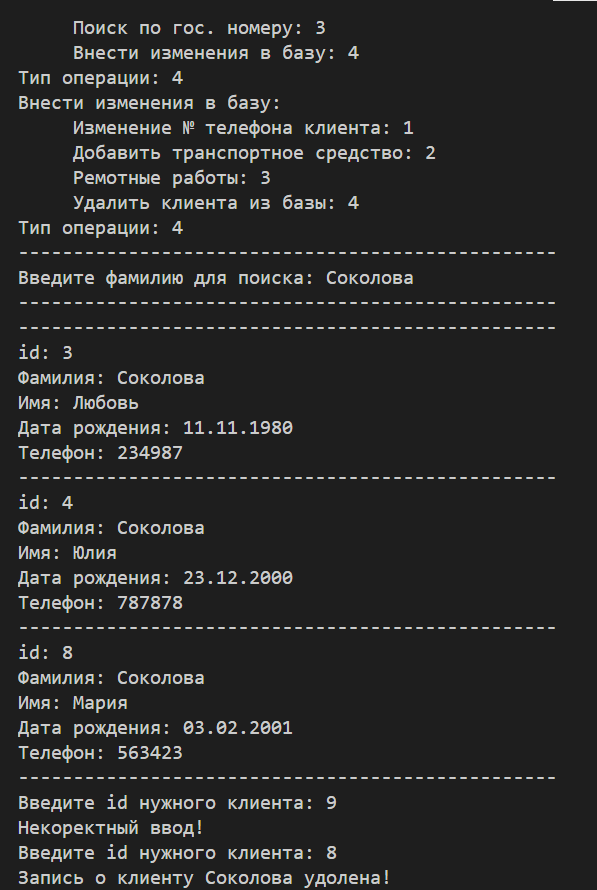 Поиск по гос. номеру: 3
Внести изменения в базу: 4
Тип операции: 4
Внести изменения в базу:
Изменение № телефона клиента: 1
Добавить транспортное средство: 2
Ремотные работы: 3
Удалить клиента из базы: 4
Тип операции: 4
-------------------------------------------------
Введите фамилию для поиска: Соколова
-------------------------------------------------
-------------------------------------------------
id: 3
Фамилия: Соколова
Имя: Любовь
Дата рождения: 11.11.1980
Телефон: 234987
-------------------------------------------------
id: 4
Фамилия: Соколова
Имя: Юлия
Дата рождения: 23.12.2000
Телефон: 787878
-------------------------------------------------
id: 8
Фамилия: Соколова
Имя: Мария
Дата рождения: 03.02.2001
Телефон: 563423
-------------------------------------------------
Введите id нужного клиента: 9
Некоректный ввод!
Введите id нужного клиента: 8
Запись о клиенту Соколова удолена!